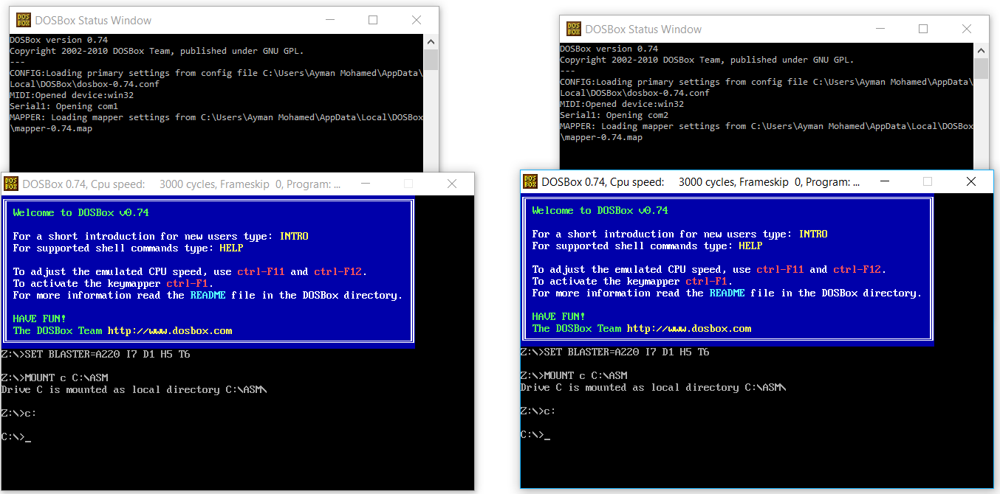 DOSBox Status Window
DOSBox version 0.74
Copyright 2002-2010 DOSBox Team, published under GNU GPL.
---
CONFIG:Loading primary settings from config file C:\Users\Ayman Mohamed\AppData\
Local\DOSBox\dosbox-0.74.conf
MIDI:Opened device:win32
Serial1: Opening com1
MAPPER: Loading mapper settings from C:\Users\Ayman Mohamed\AppData\Local\DOSBox
\mapper-0.74.map
DOSBox 0.74, Cpu speed: 3000 cycles, Frameskip 0, Program: ...
Welcome to DOSBox v0.74
For a short introduction for new users type: INTRO
For supported shell commands type: HELP
To adjust the emulated CPU speed, use ctrl-F11 and ctrl-F12.
To activate the keymapper ctrl-F1.
For more information read the README file in the DOSBox directory.
HAVE FUN!
The DOSBox Team http://www.dosbox.com
Z:\>SET BLASTER=A220 I7 D1 H5 T6
Z:\>MOUNT c C:\ASM
Drive C is mounted as local directory C:\ASM\
Z:\>c:
C:\>_
DOSBox Status Window
DOSBox version 0.74
Copyright 2002-2010 DOSBox Team, published under GNU GPL.
---
CONFIG:Loading primary settings from config file C:\Users\Ayman Mohamed\AppData\
Local\DOSBox\dosbox-0.74.conf
MIDI:Opened device:win32
Serial1: Opening com2
MAPPER: Loading mapper settings from C:\Users\Ayman Mohamed\AppData\Local\DOSBox
\mapper-0.74.map
DOSBox 0.74, Cpu speed: 3000 cycles, Frameskip 0, Program: ...
Welcome to DOSBox v0.74
For a short introduction for new users type: INTRO
For supported shell commands type: HELP
To adjust the emulated CPU speed, use ctrl-F11 and ctrl-F12.
To activate the keymapper ctrl-F1.
For more information read the README file in the DOSBox directory.
HAVE FUN!
The DOSBox Team http://www.dosbox.com
Z:\>SET BLASTER=A220 I7 D1 H5 T6
Z:\>MOUNT c C:\ASM
Drive C is mounted as local directory C:\ASM\
Z:\>c:
C:\>_